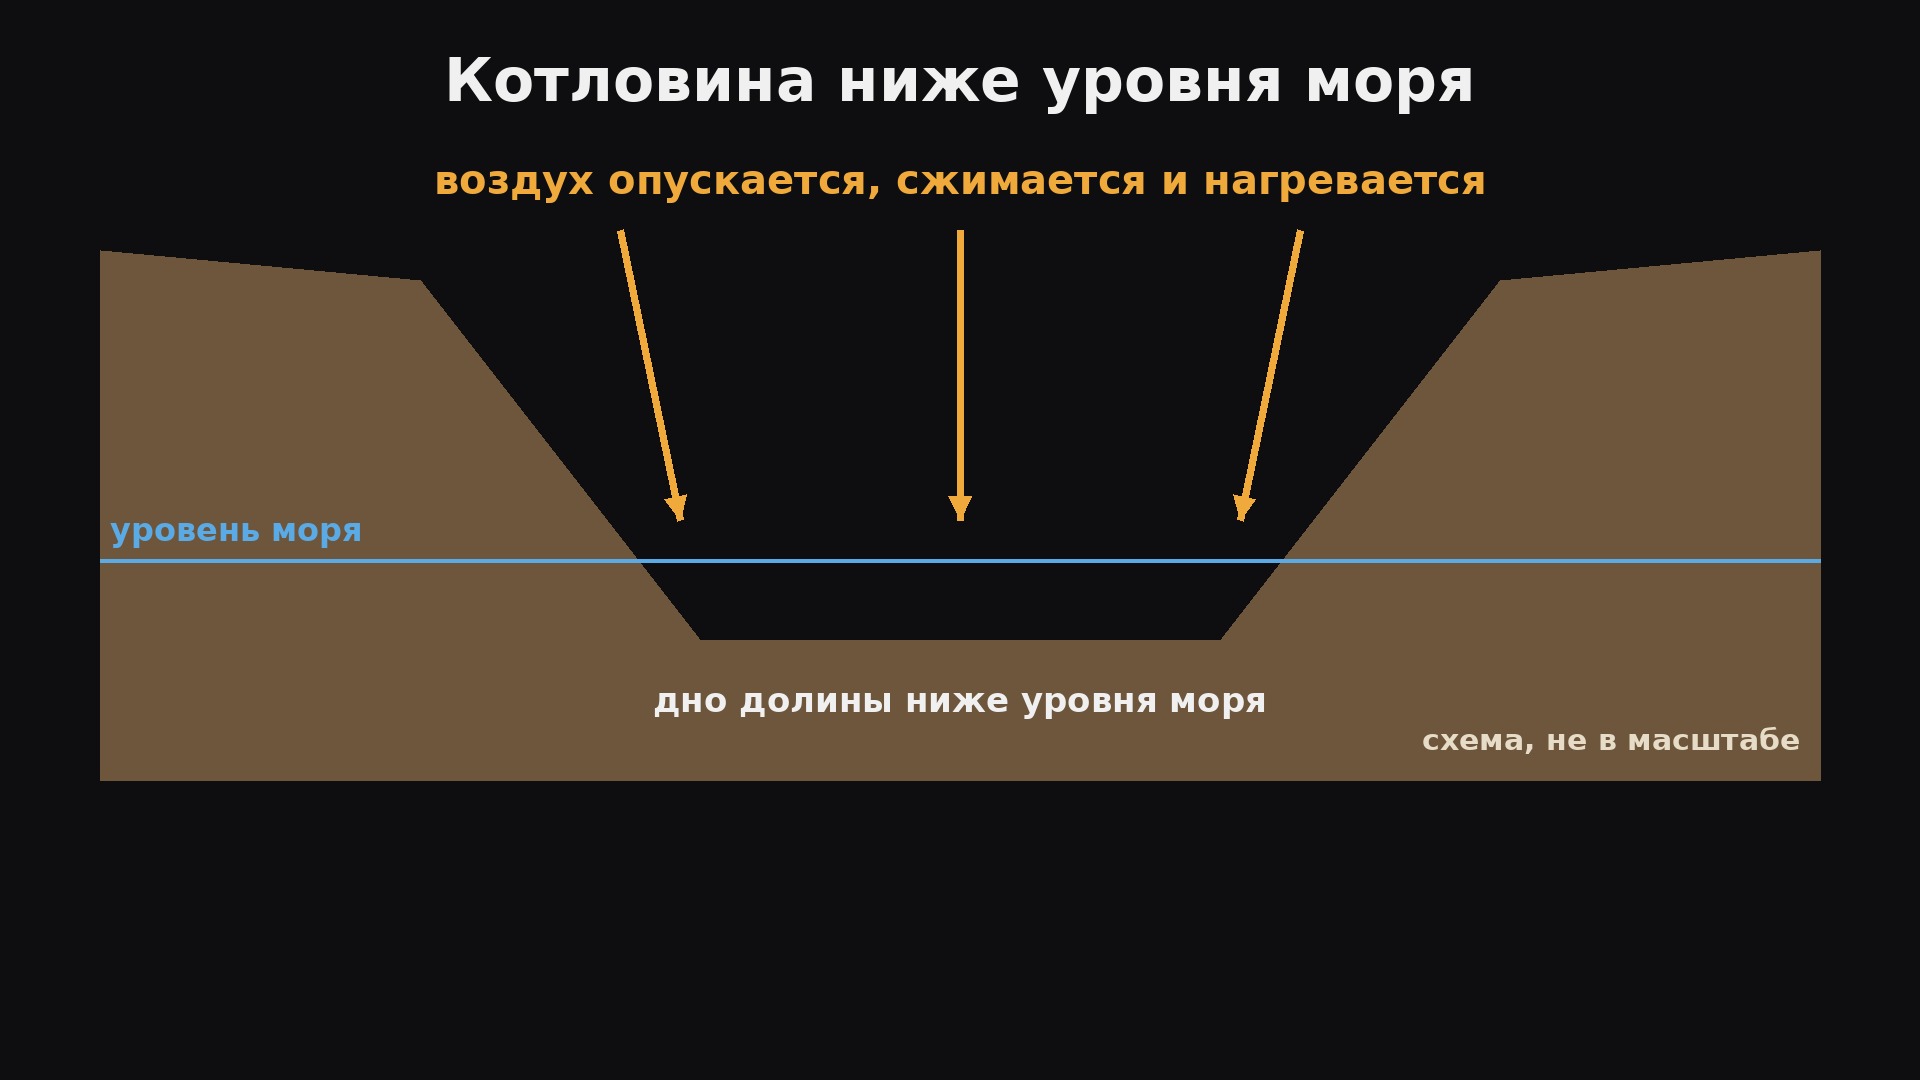 Котловина ниже уровня моря
воздух опускается, сжимается и нагревается
уровень моря
дно долины ниже уровня моря
схема, не в масштабе